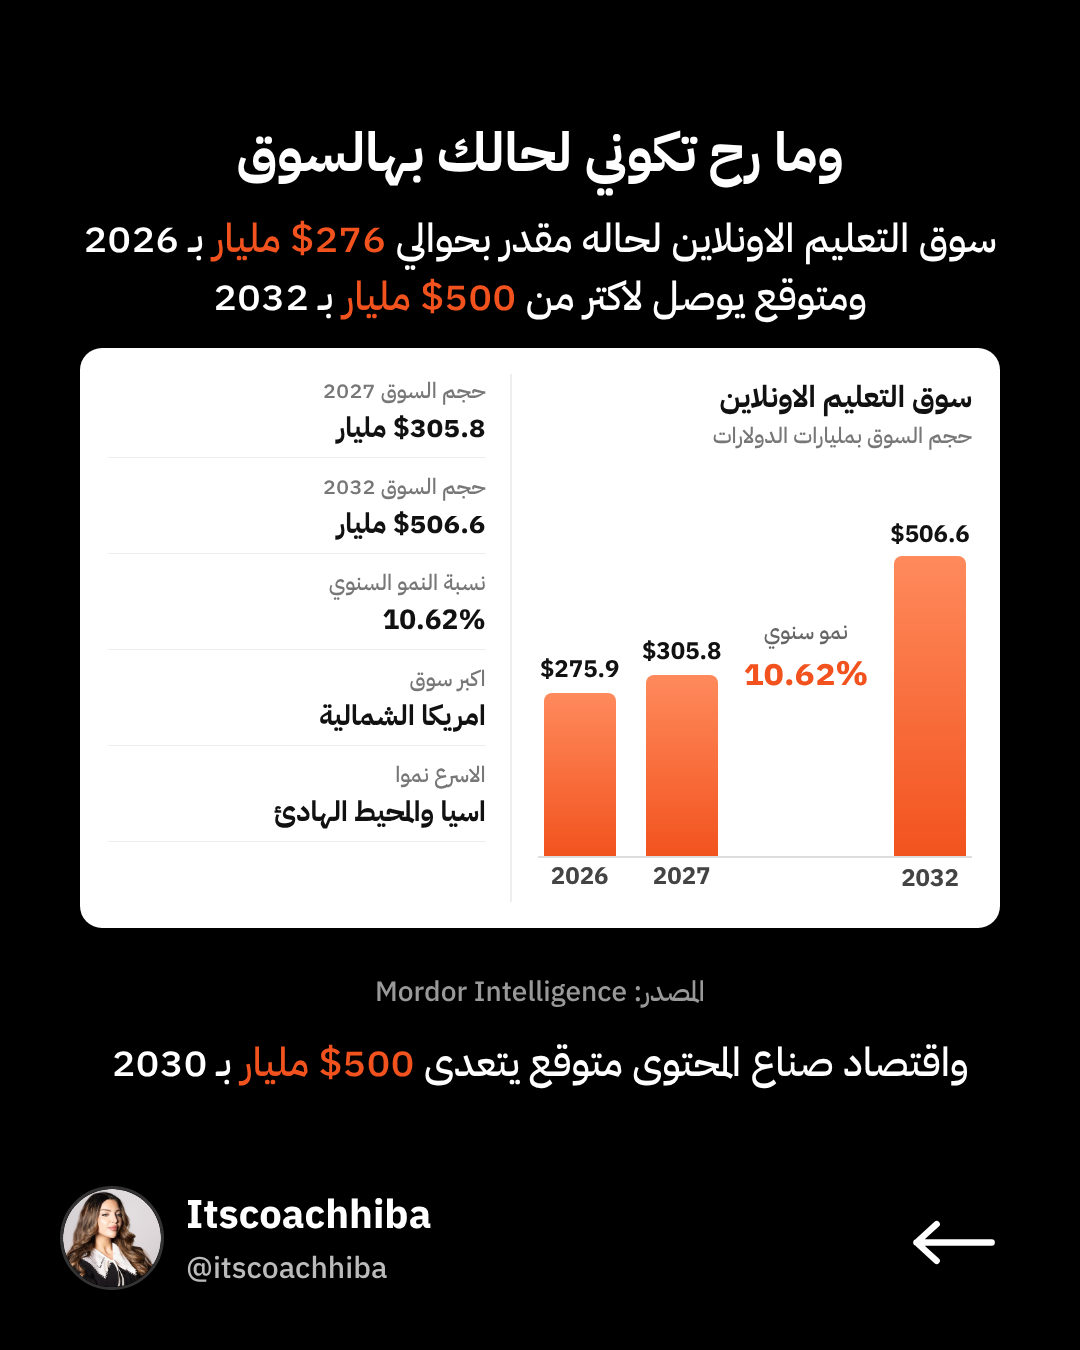 وما رح تكوني لحالك بهالسوق
سوق التعليم الاونلاين لحاله مقدر بحوالي 276$ مليار بـ 2026
ومتوقع يوصل لاكتر من 500$ مليار بـ 2032
سوق التعليم الاونلاين
حجم السوق بمليارات الدولارات
$506.6
نمو سنوي
10.62%
$305.8
$275.9
2026
2027
2032
حجم السوق 2027
305.8$ مليار
حجم السوق 2032
506.6$ مليار
نسبة النمو السنوي
10.62%
اكبر سوق
امريكا الشمالية
الاسرع نموا
اسيا والمحيط الهادئ
المصدر: Mordor Intelligence
واقتصاد صناع المحتوى متوقع يتعدى 500$ مليار بـ 2030
Itscoachhiba
@itscoachhiba